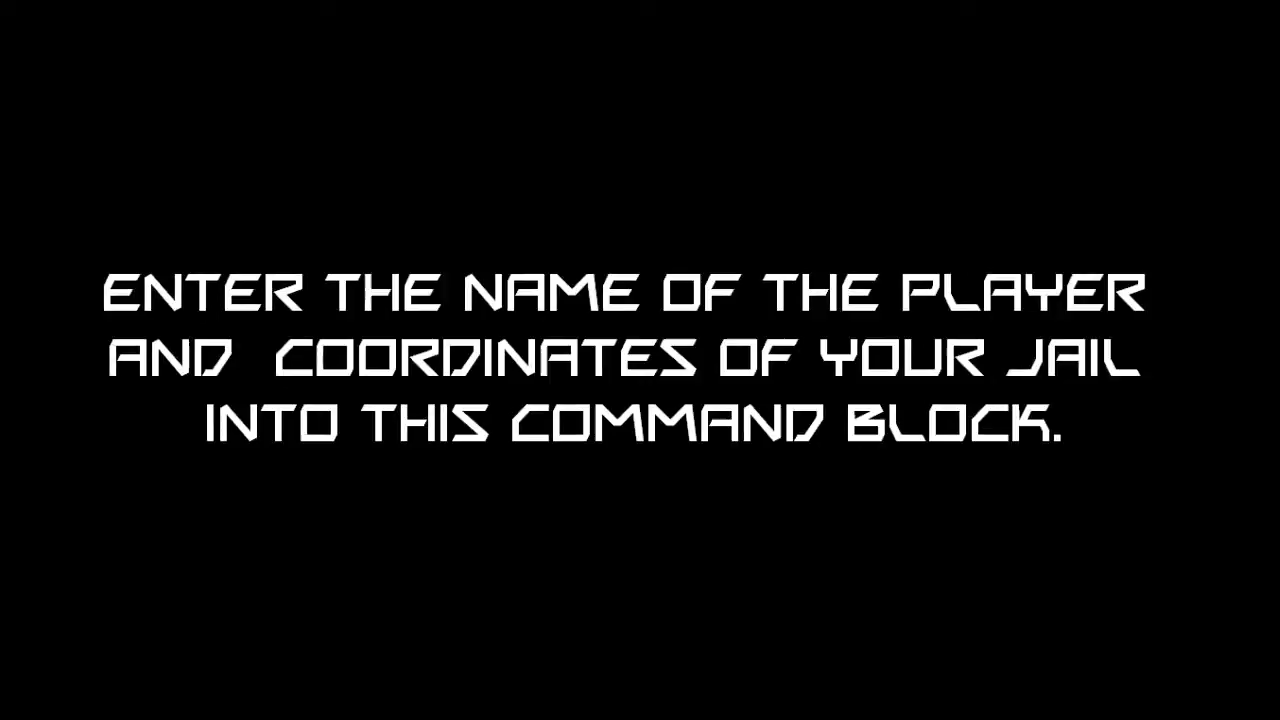 ENTER THE NAME OF THE PLAYER
AND  COORDINATES OF YOUR JAIL
INTO THIS COMMAND BLOCK.